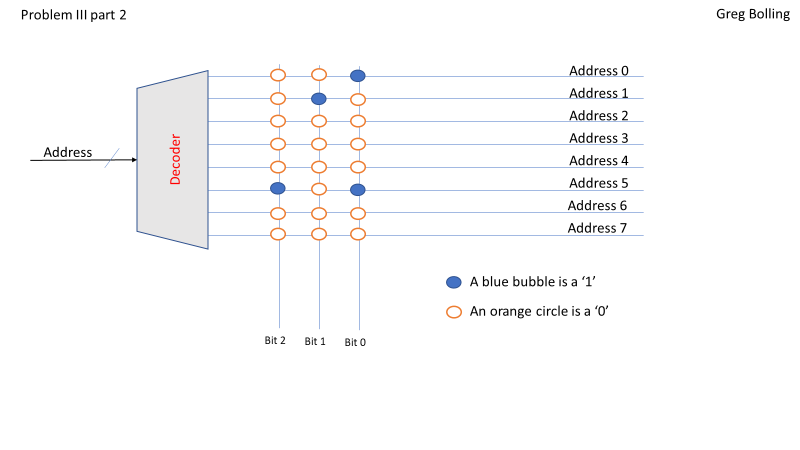 Problem III part 2
Greg Bolling
Address 0
Address 1
Address 2
Address 3
Address 4
Address 5
Address 6
Address 7
Address
Decoder
A blue bubble is a ‘1’
An orange circle is a ‘0’
Bit 2
Bit 1
Bit 0